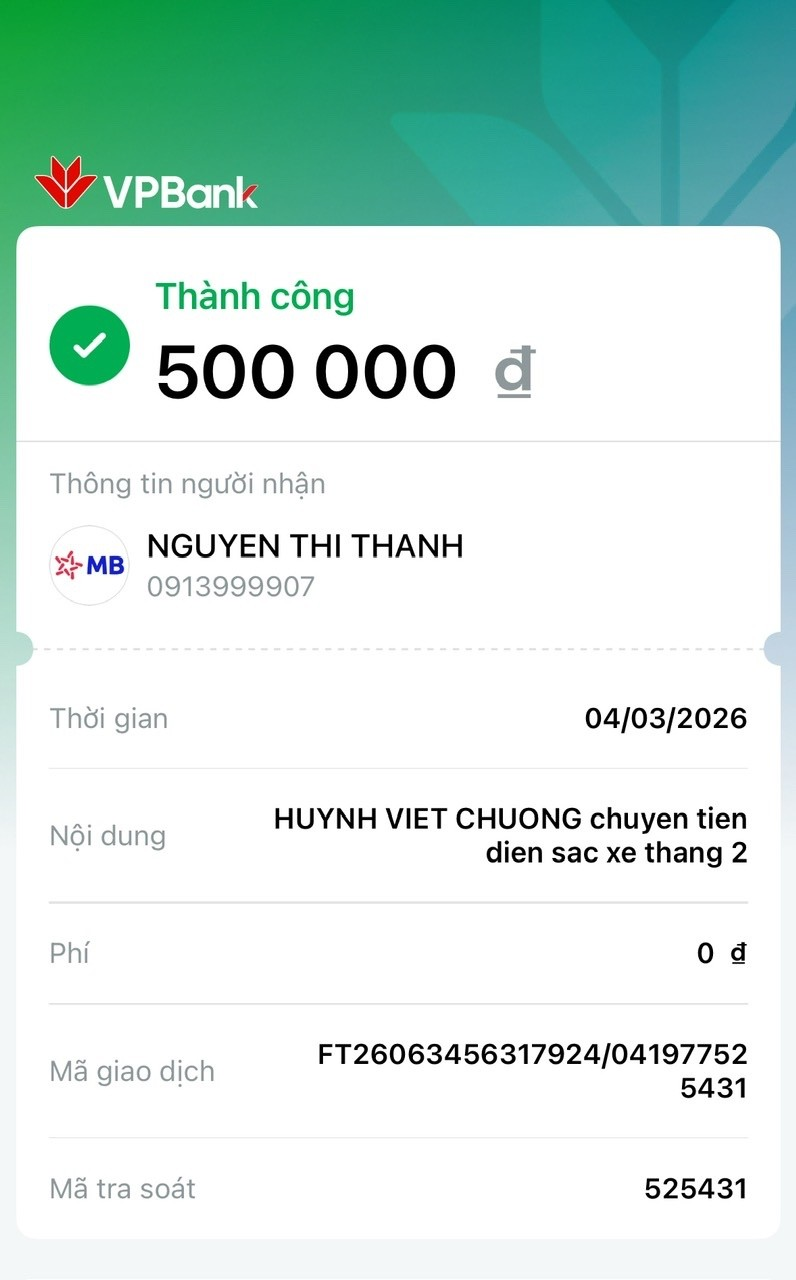 VPBank
Thành công
500 000 đ
Thông tin người nhận
MB
NGUYEN THI THANH
0913999907
Thời gian
04/03/2026
Nội dung
HUYNH VIET CHUONG chuyen tien
dien sac xe thang 2
Phí
0 đ
Mã giao dịch
FT26063456317924/04197752
5431
Mã tra soát
525431